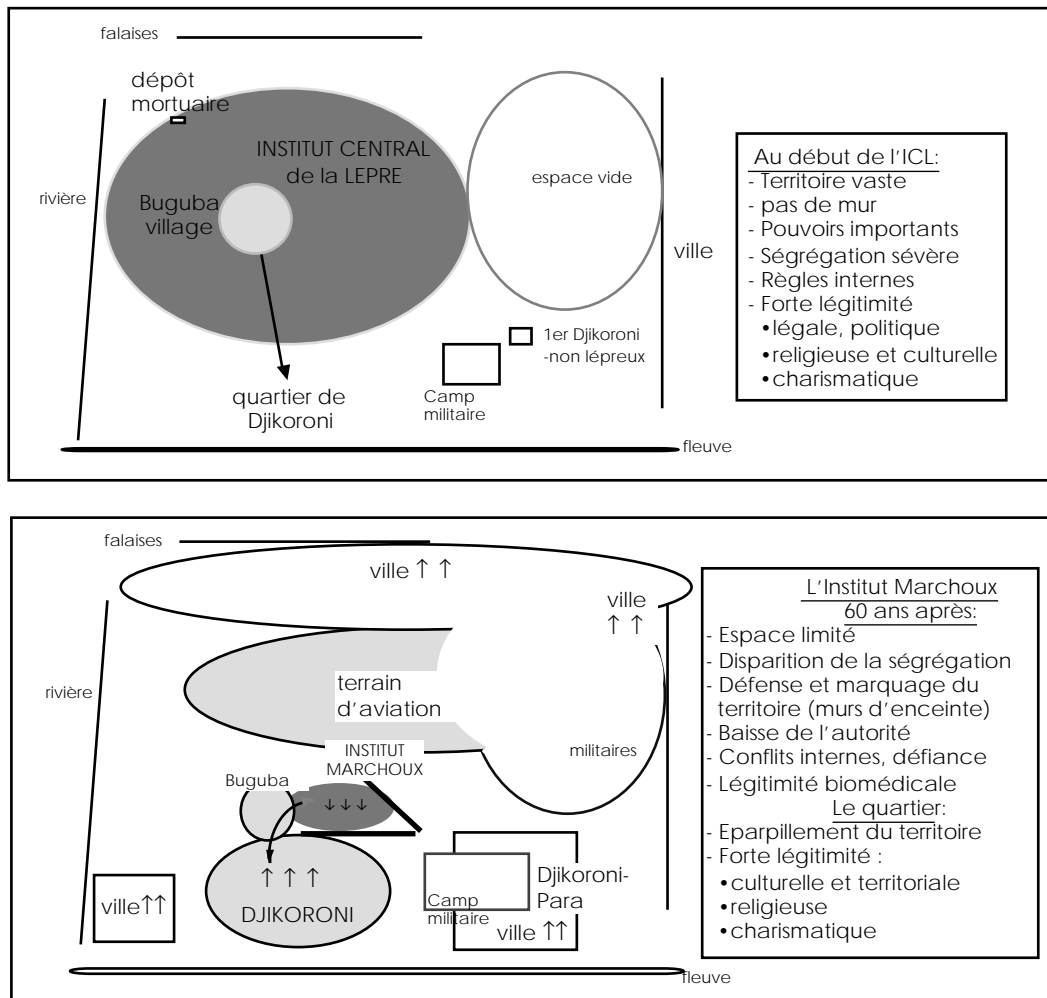 falaises
dépôt
mortuaire
INSTITUT CENTRAL
de la LEPRE
espace vide
rivière
Buguba
village
ville
1er Djikoroni
-non lépreux
Camp
militaire
quartier de
Djikoroni
fleuve
Au début de l'ICL:
- Territoire vaste
- pas de mur
- Pouvoirs importants
- Ségrégation sévère
- Règles internes
- Forte légitimité
•légale, politique
•religieuse et culturelle
•charismatique
falaises
ville ↑ ↑
ville
↑ ↑
rivière
terrain
d'aviation
militaires
INSTITUT
MARCHOUX
Buguba
↓ ↓ ↓
↑ ↑ ↑
DJIKORONI
ville ↑↑
Camp
militaire
Djikoroni-
Para
ville ↑↑
fleuve
L'Institut Marchoux
60 ans après:
- Espace limité
- Disparition de la ségrégation
- Défense et marquage du
territoire (murs d'enceinte)
- Baisse de l'autorité
- Conflits internes, défiance
- Légitimité biomédicale
Le quartier:
- Eparpillement du territoire
- Forte légitimité :
•culturelle et territoriale
•religieuse
•charismatique